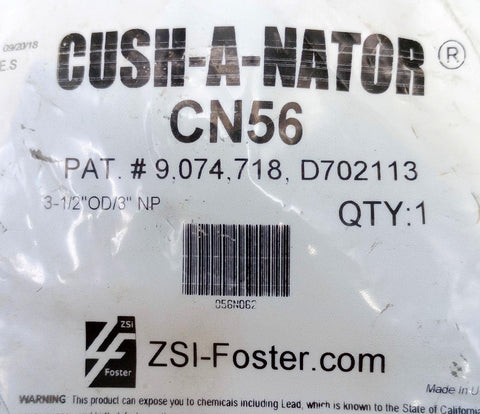 09/20/18
E.S
CUSH-A-NATOR®
CN56
PAT. # 9,074,718, D702113
3-1/2"OD/3" NP
QTY:1
056N062
ZSI
Foster
ZSI-Foster.com
Made In U
WARNING This product can expose you to chemicals including Lead, which is known to the State of California